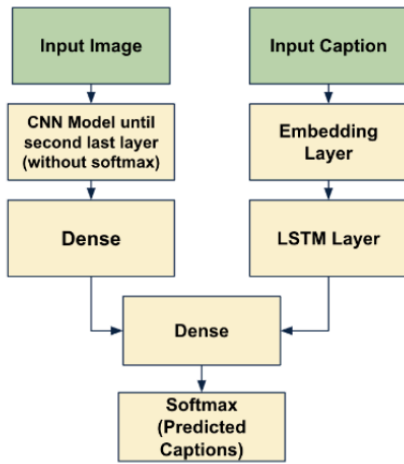 Input Image
Input Caption
CNN Model until
second last layer
(without softmax)
Embedding
Layer
Dense
LSTM Layer
Dense
Softmax
(Predicted
Captions)